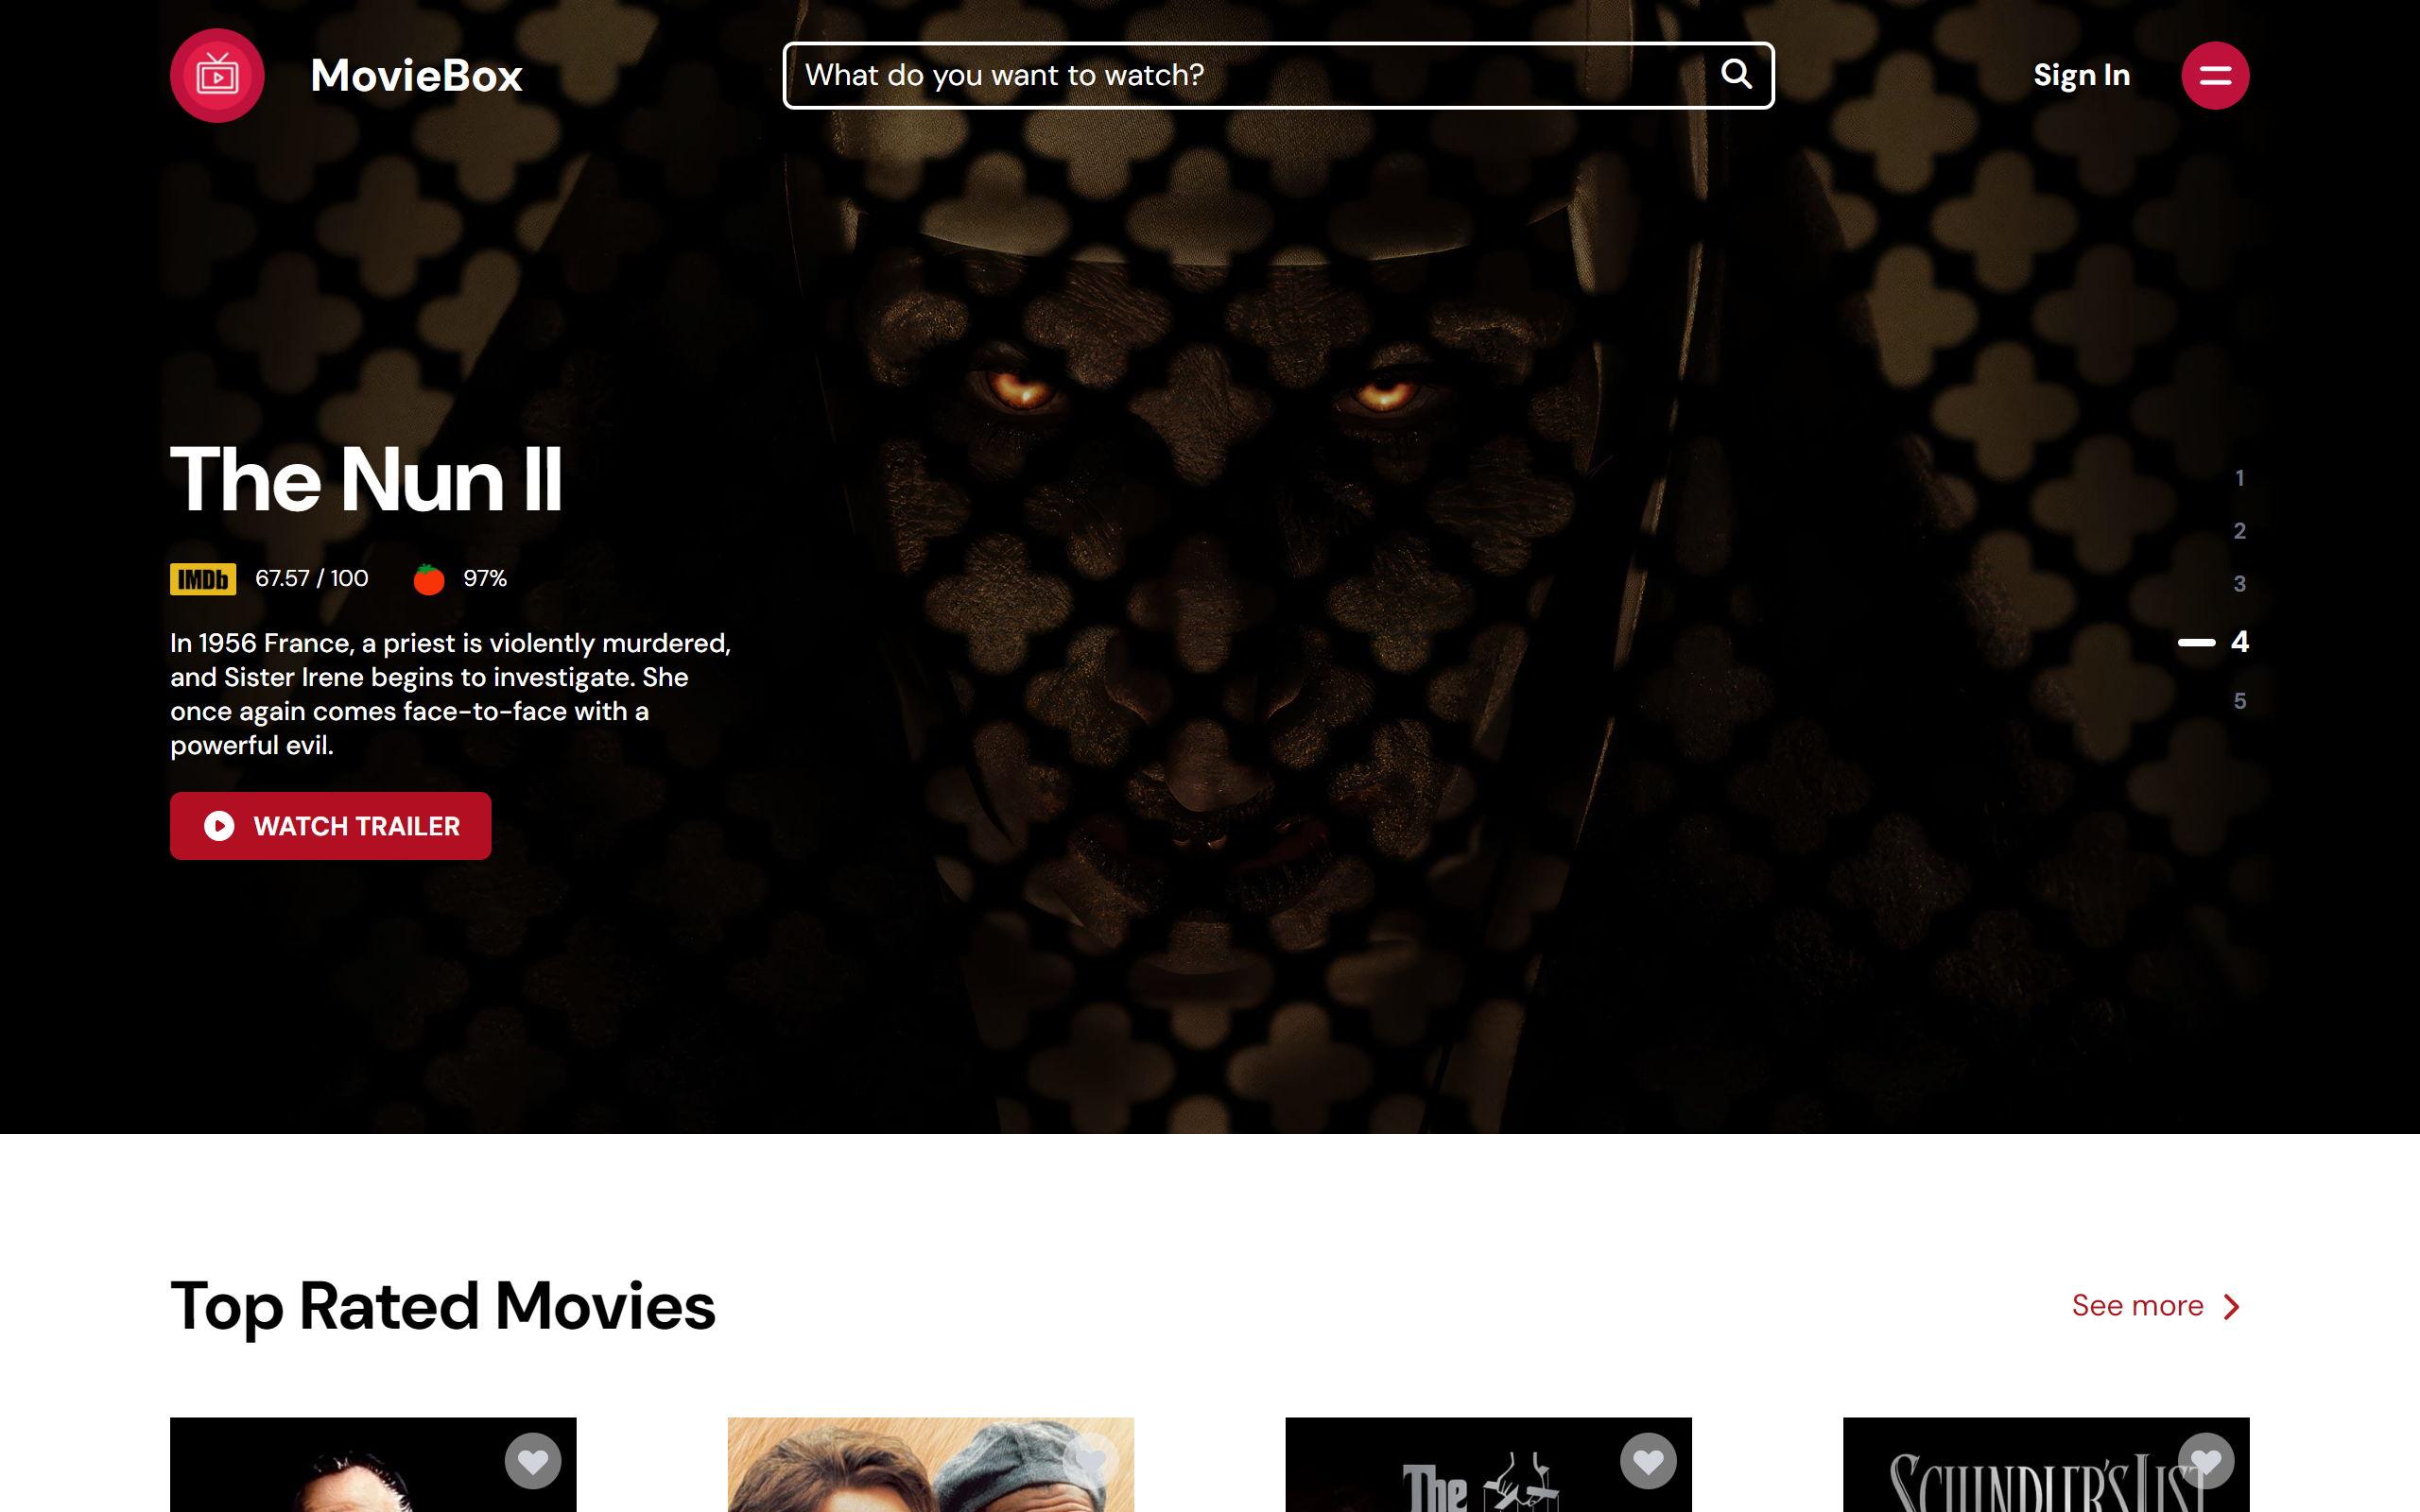 MovieBox
What do you want to watch?
Sign In
The Nun II
IMDb 67.57 / 100 97%
In 1956 France, a priest is violently murdered,
and Sister Irene begins to investigate. She
once again comes face-to-face with a
powerful evil.
WATCH TRAILER
1
2
3
4
5
Top Rated Movies
See more
The
SCHINDLER'S LIST